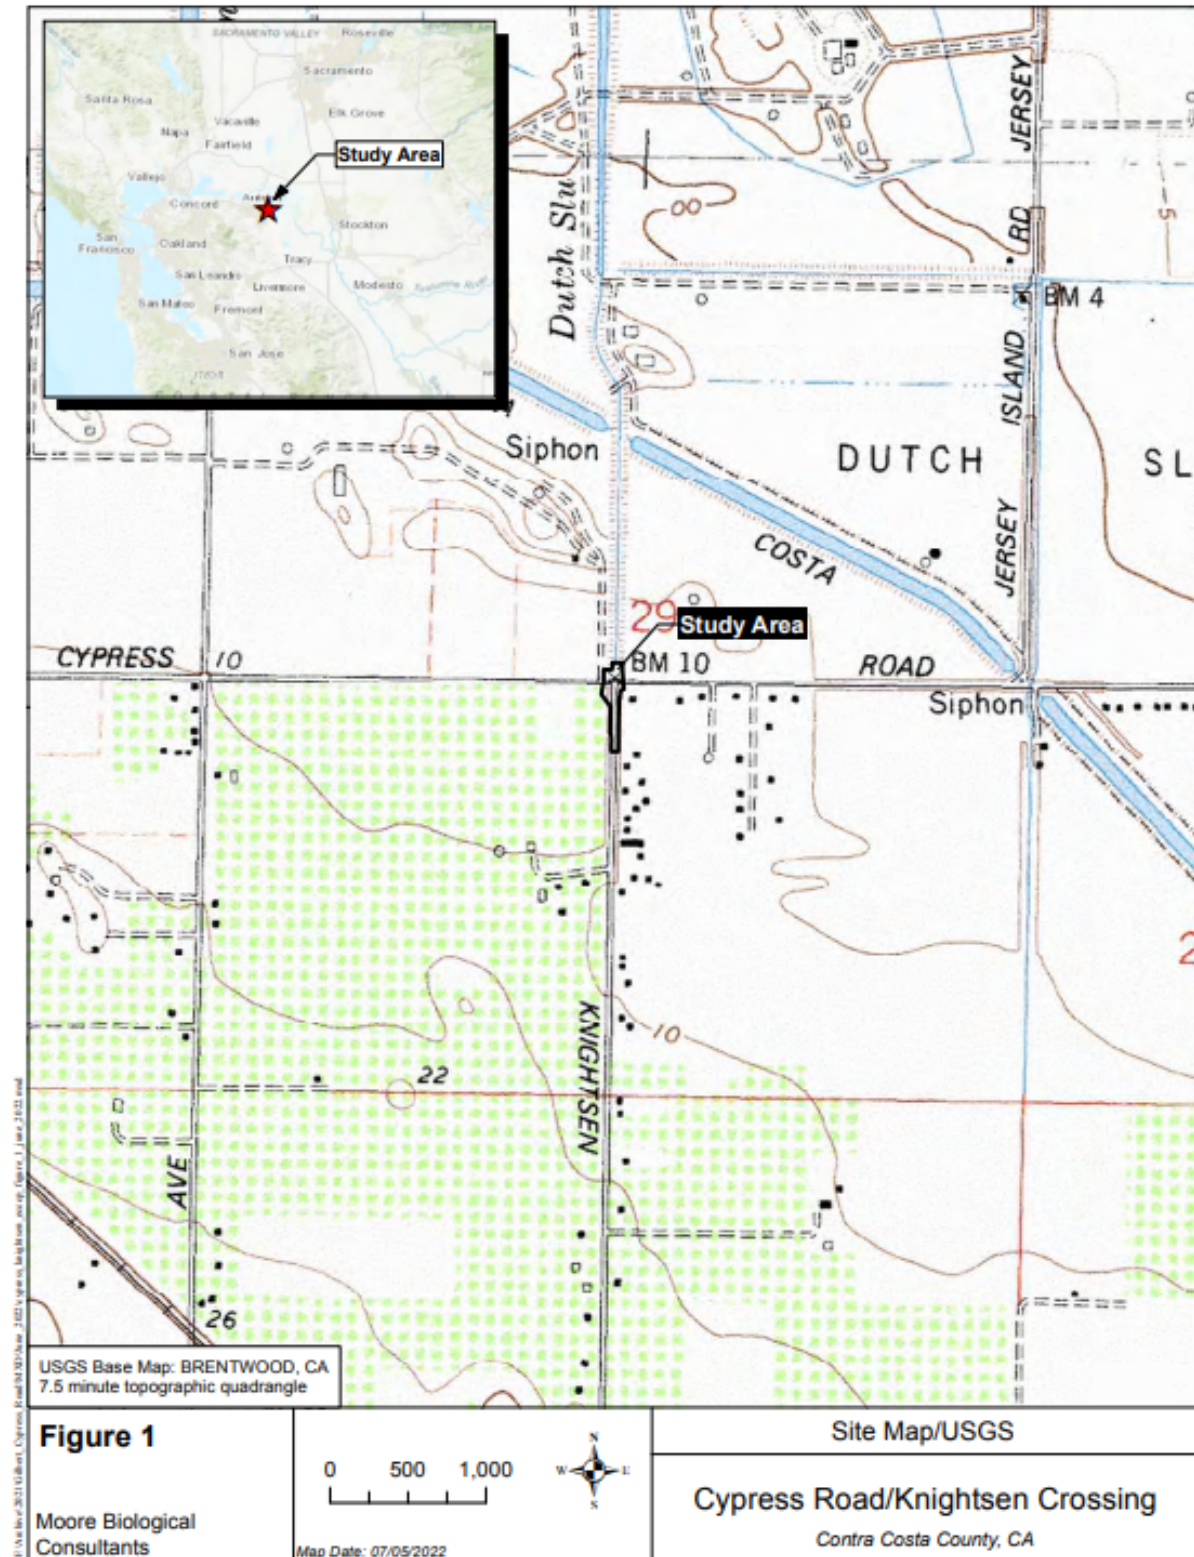 SACRAMENTO VALLEY
Roseville
Sacramento
Santa Rosa
Elk Grove
Vacaville
Napa
Fairfield
Study Area
Vallejo
Concord
Stockton
San Francisco
Oakland
Tracy
San Leandro
Livermore
Modesto
San Mateo
Fremont
San Jose
Dutch Slu
JERSEY
00
RD
5
BM 4
ISLAND
Siphon
DUTCH
SL
COSTA
JERSEY
29
Study Area
CYPRESS
10
BM 10
ROAD
Siphon
2
KNIGHTSEN
10
22
AVE
26
USGS Base Map: BRENTWOOD, CA
7.5 minute topographic quadrangle
Figure 1
Moore Biological
Consultants
0 500 1,000
N
W E
S
Map Date: 07/05/2022
Site Map/USGS
Cypress Road/Knightsen Crossing
Contra Costa County, CA